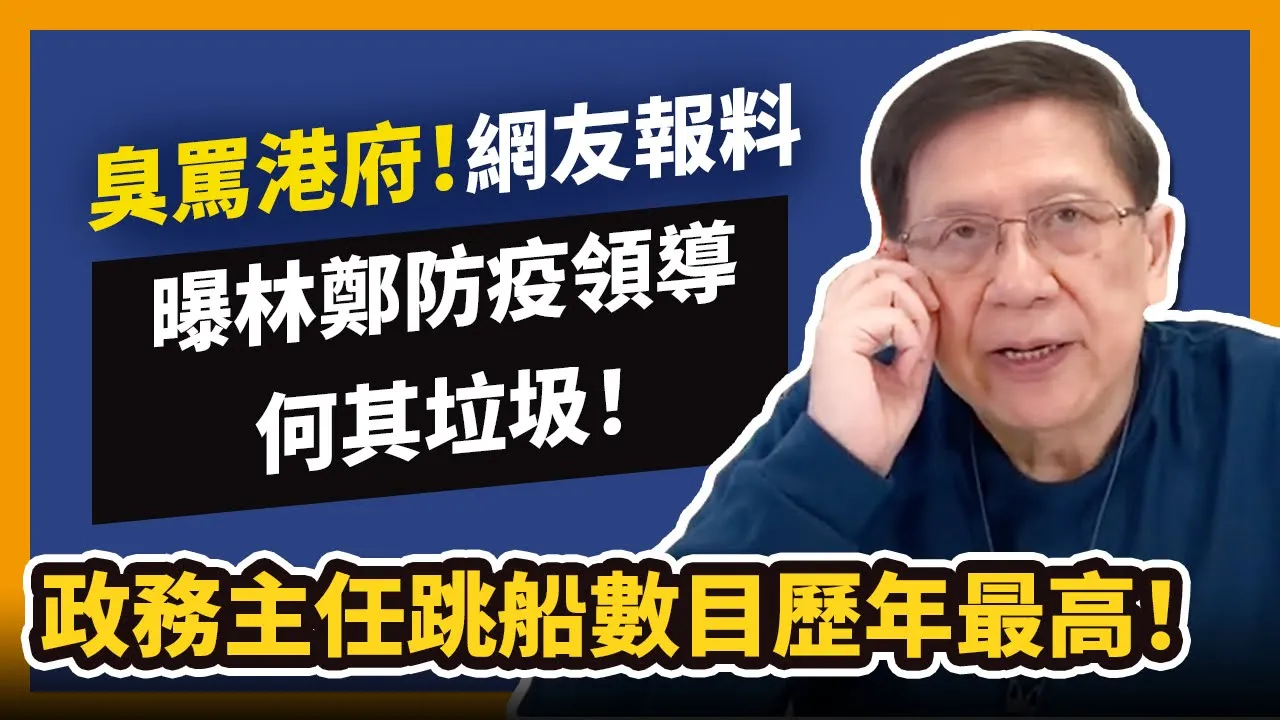 臭罵港府！網友報料
曝林鄭防疫領導
何其垃圾！
政務主任跳船數目歷年最高！